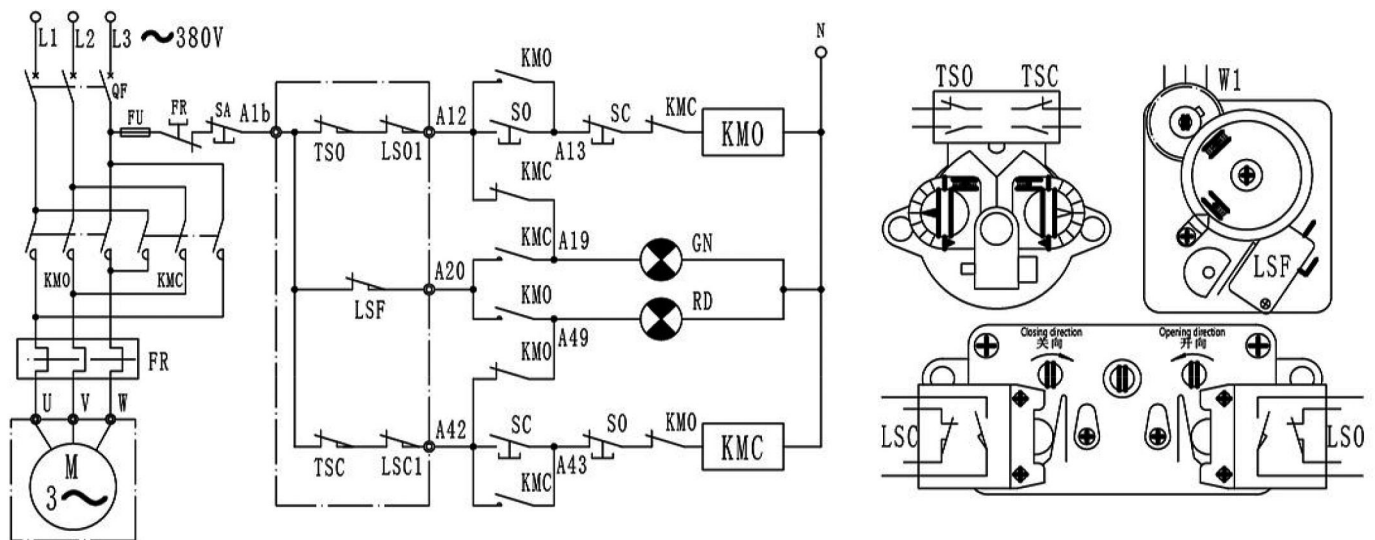 L1 L2 L3 ~380V
QF
FU FR SA A1b
TSO LSO1 A12
KMO
SO
A13 SC KMC KMO
N
KMC
KMC A19 GN
LSF A20
KMO A49 RD
KMO
KMO KMC
FR
U V W
M
3~
TSC LSC1 A42
SC
A43 SO KMO KMC
KMC
TSO TSC
W1
LSF
Closing direction
关向
Opening direction
开向
LSC LSO